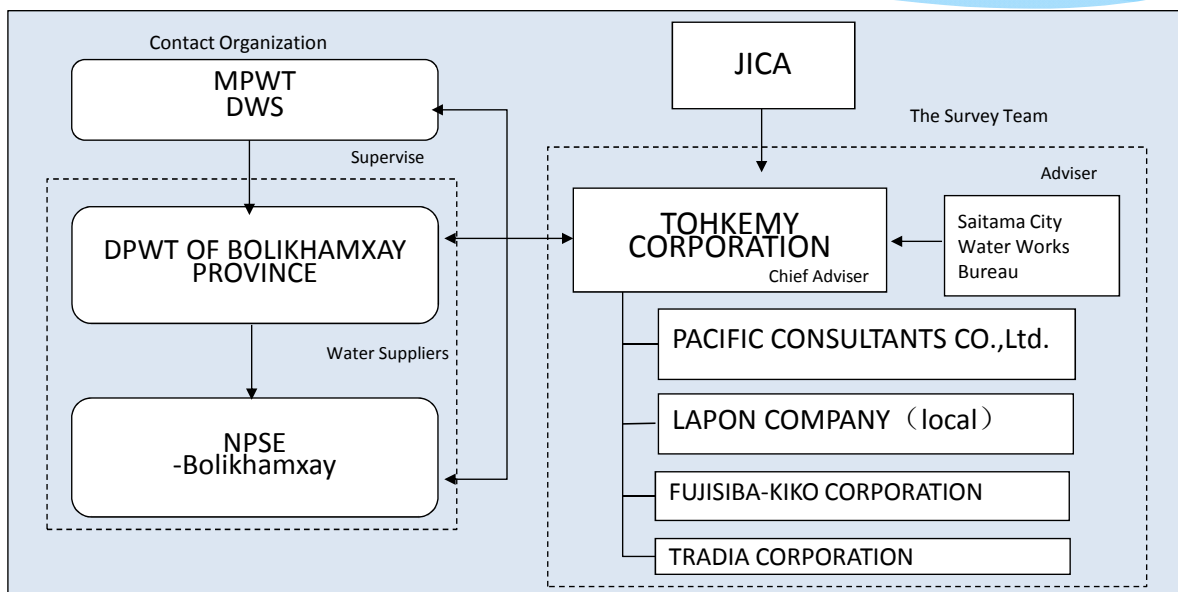 Contact Organization
MPWT
DWS
Supervise
DPWT OF BOLIKHAMXAY
PROVINCE
Water Suppliers
NPSE
-Bolikhamxay
JICA
The Survey Team
Adviser
TOHKEMY
CORPORATION
Chief Adviser
Saitama City
Water Works
Bureau
PACIFIC CONSULTANTS CO.,Ltd.
LAPON COMPANY（local）
FUJISIBA-KIKO CORPORATION
TRADIA CORPORATION